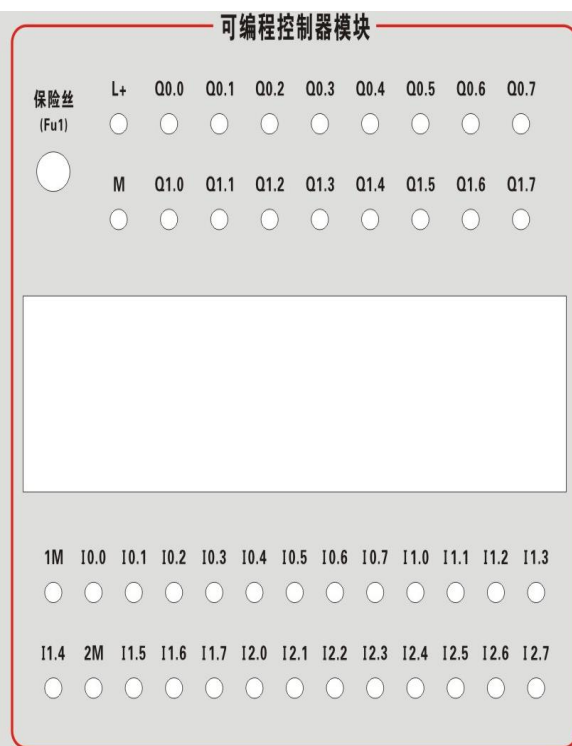 可编程控制器模块
保险丝
(Fu1)
L+ Q0.0 Q0.1 Q0.2 Q0.3 Q0.4 Q0.5 Q0.6 Q0.7
M Q1.0 Q1.1 Q1.2 Q1.3 Q1.4 Q1.5 Q1.6 Q1.7
1M I0.0 I0.1 I0.2 I0.3 I0.4 I0.5 I0.6 I0.7 I1.0 I1.1 I1.2 I1.3
I1.4 2M I1.5 I1.6 I1.7 I2.0 I2.1 I2.2 I2.3 I2.4 I2.5 I2.6 I2.7